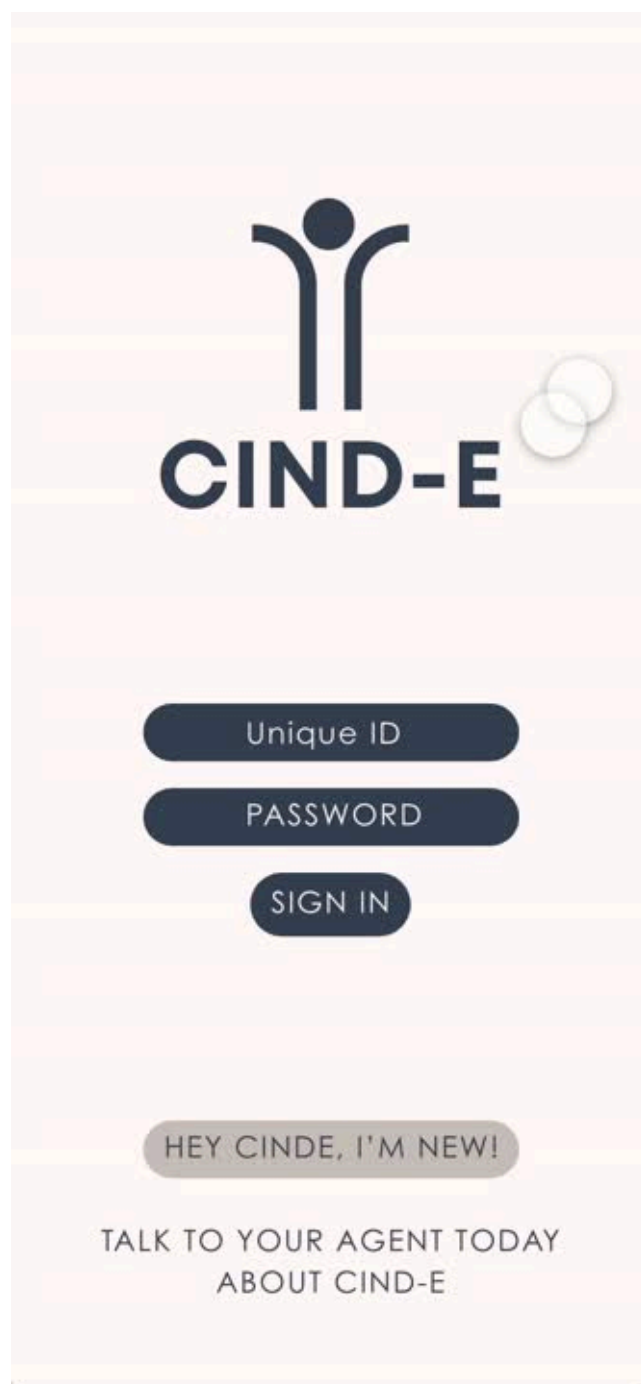 CIND-E
Unique ID
PASSWORD
SIGN IN
HEY CINDE, I’M NEW!
TALK TO YOUR AGENT TODAY
ABOUT CIND-E